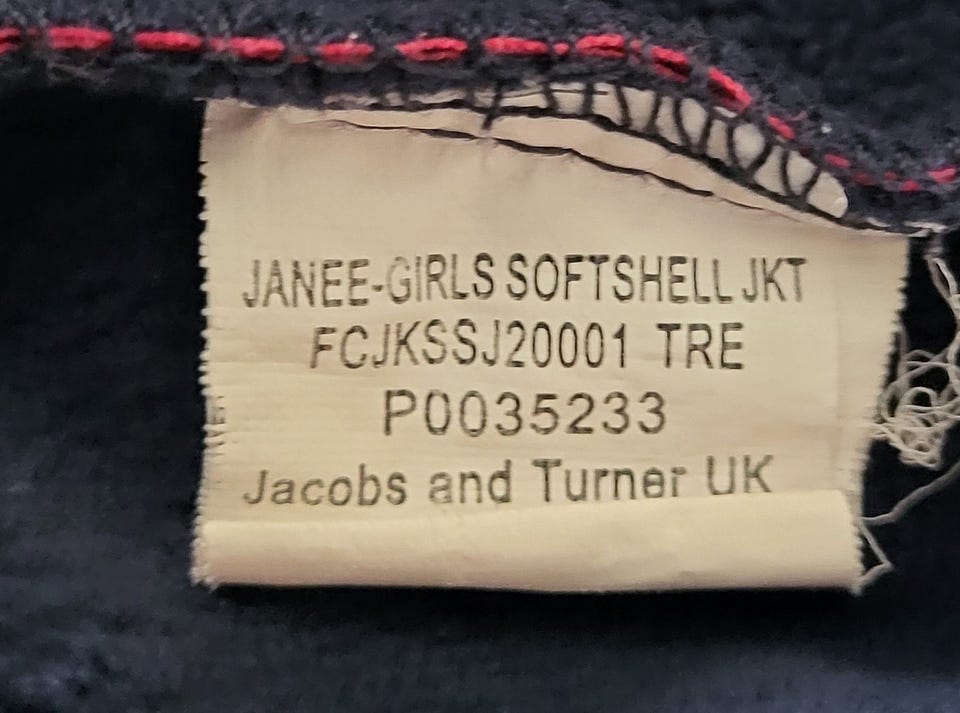 JANEE-GIRLS SOFTSHELL JKT
FCJKSSJ20001 TRE
P0035233
Jacobs and Turner UK